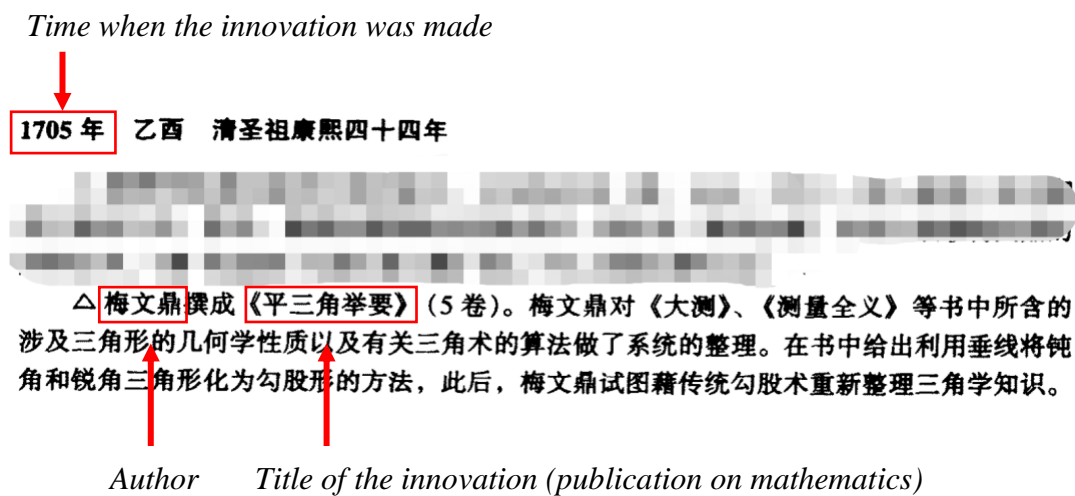 Time when the innovation was made
1705 年 乙酉 清圣祖康熙四十四年
△ 梅文鼎撰成《平三角举要》(5 卷)。梅文鼎对《大测》、《测量全义》等书中所含的
涉及三角形的几何学性质以及有关三角术的算法做了系统的整理。在书中给出利用垂线将钝
角和锐角三角形化为勾股形的方法，此后，梅文鼎试图藉传统勾股术重新整理三角学知识。
Author Title of the innovation (publication on mathematics)